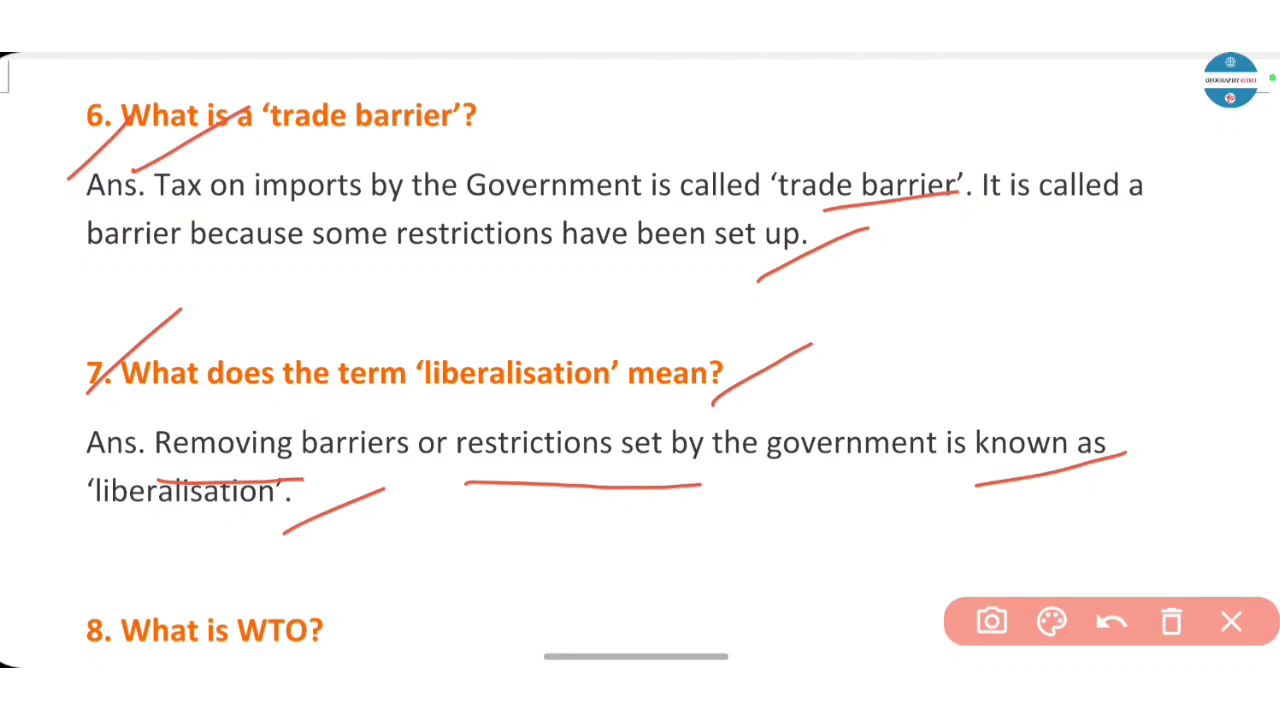 GEOGRAPHY GURU
6. What is a ‘trade barrier’?
Ans. Tax on imports by the Government is called ‘trade barrier’. It is called a
barrier because some restrictions have been set up.
7. What does the term ‘liberalisation’ mean?
Ans. Removing barriers or restrictions set by the government is known as
‘liberalisation’.
8. What is WTO?